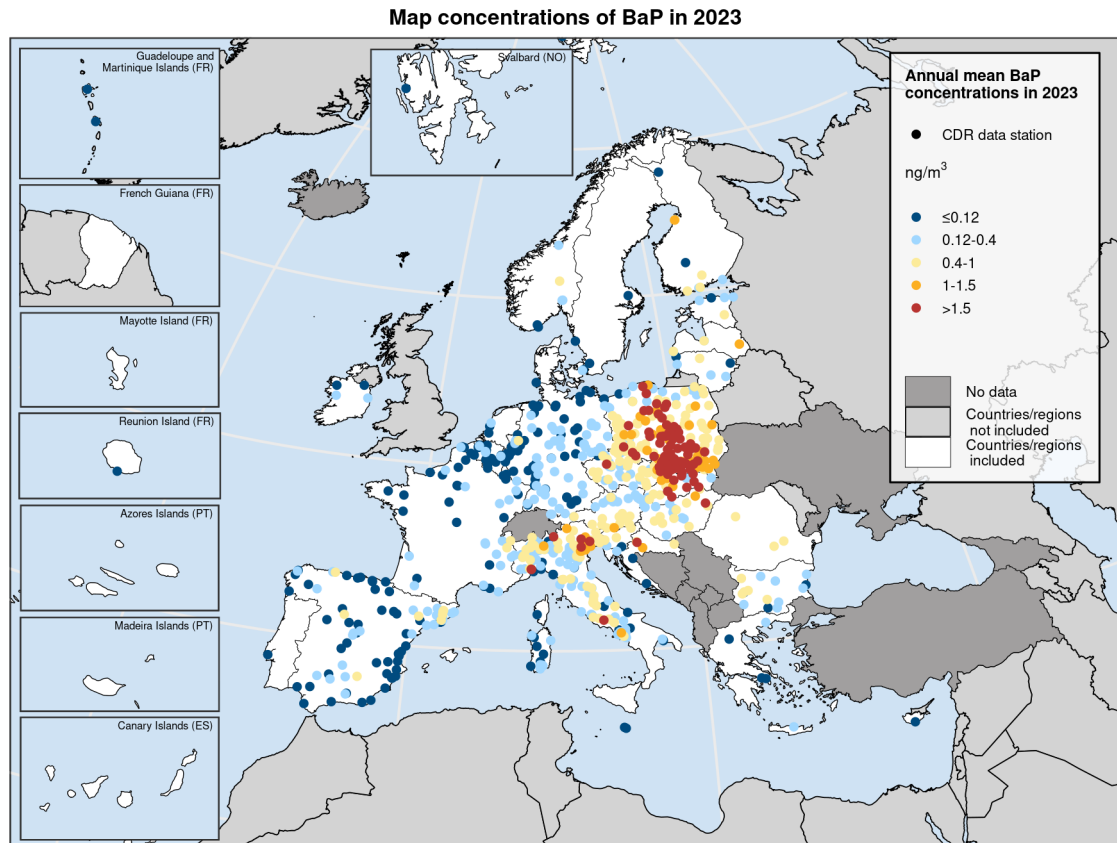 Map concentrations of BaP in 2023
Guadeloupe and
Martinique Islands (FR)
French Guiana (FR)
Mayotte Island (FR)
Reunion Island (FR)
Azores Islands (PT)
Madeira Islands (PT)
Canary Islands (ES)
Svalbard (NO)
Annual mean BaP
concentrations in 2023
CDR data station
ng/m³
≤0.12
0.12-0.4
0.4-1
1-1.5
>1.5
No data
Countries/regions
not included
Countries/regions
included